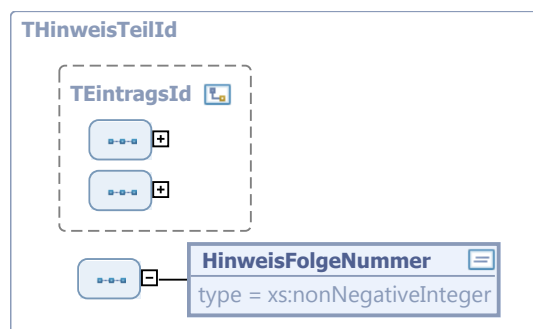 THinweisTeilId
TEintragsId
HinweisFolgeNummer
type = xs:nonNegativeInteger